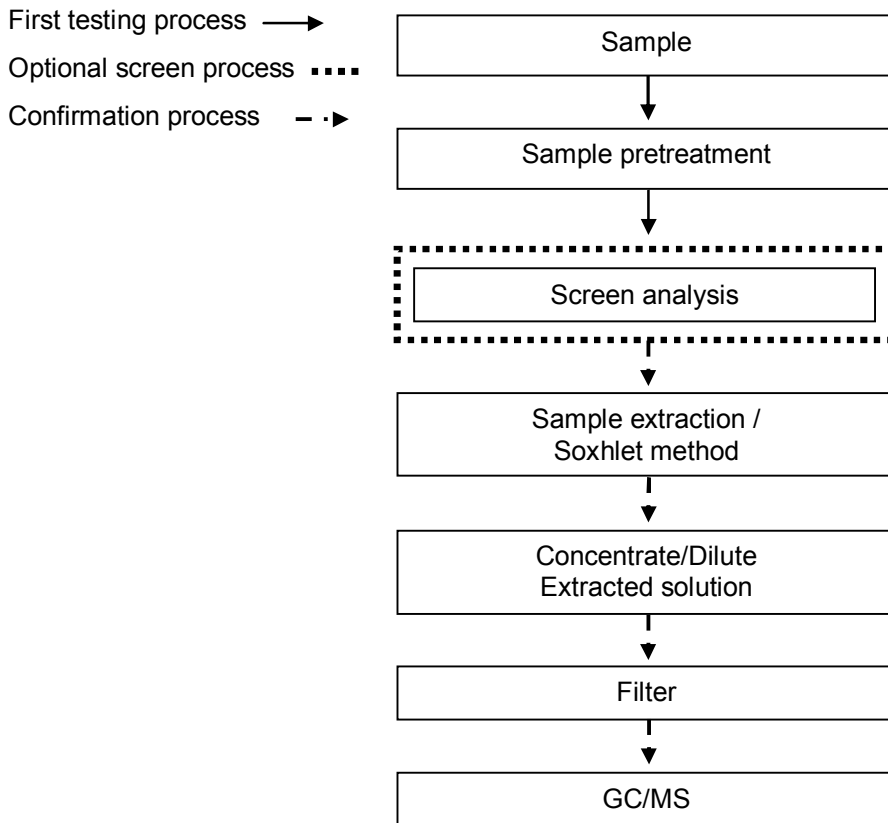 First testing process
Optional screen process
Confirmation process
Sample
Sample pretreatment
Screen analysis
Sample extraction /
Soxhlet method
Concentrate/Dilute
Extracted solution
Filter
GC/MS